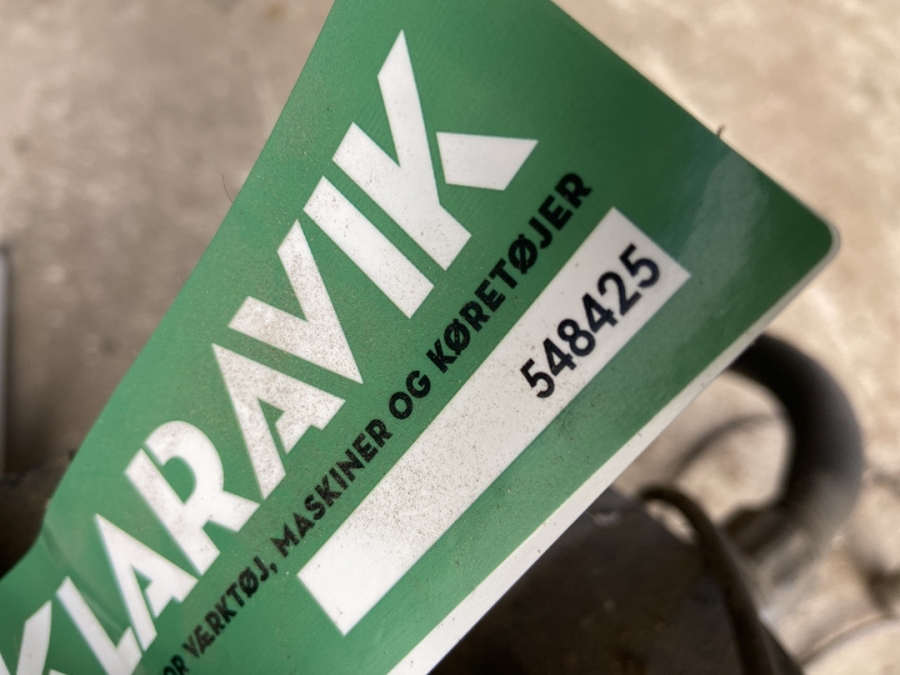 KLARAVIK
VÆRKTØJ, MASKINER OG KØRETØJER
548425